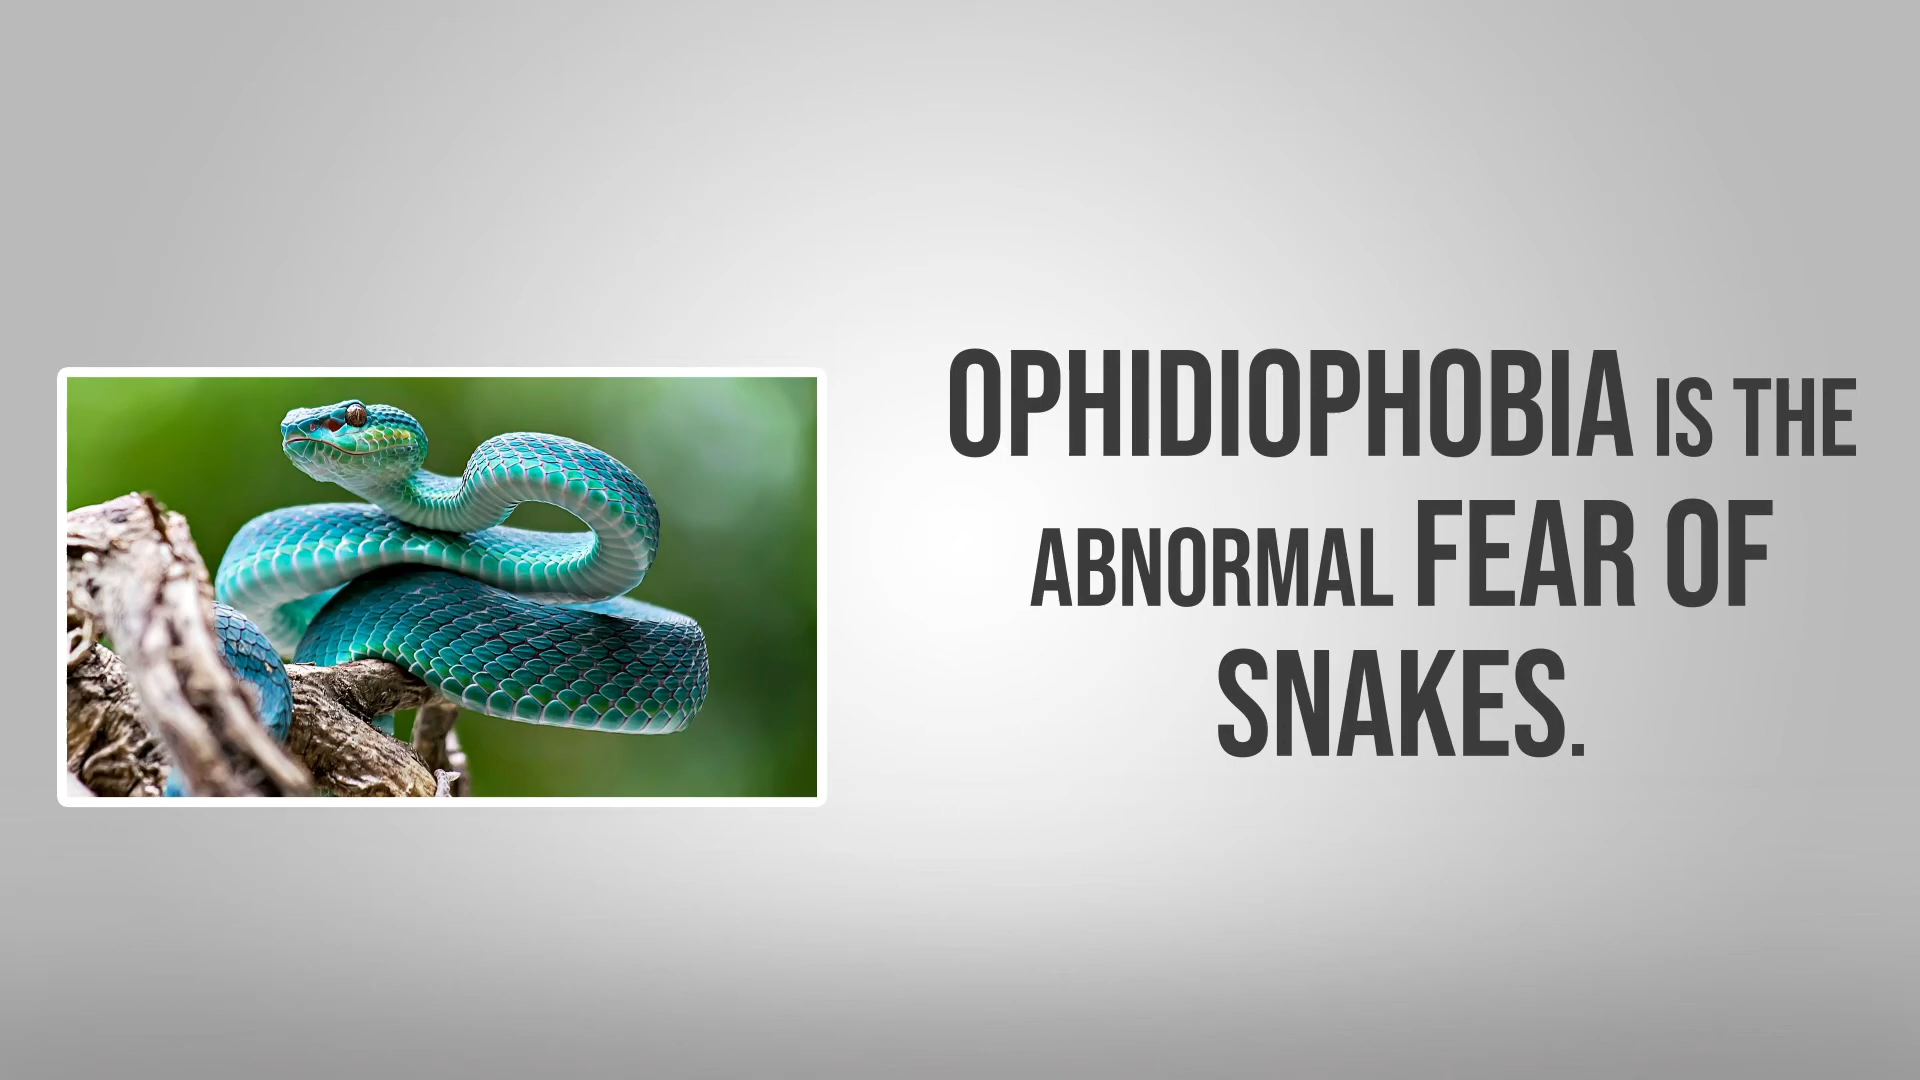 OPHIDIOPHOBIA IS THE
ABNORMAL FEAR OF
SNAKES.